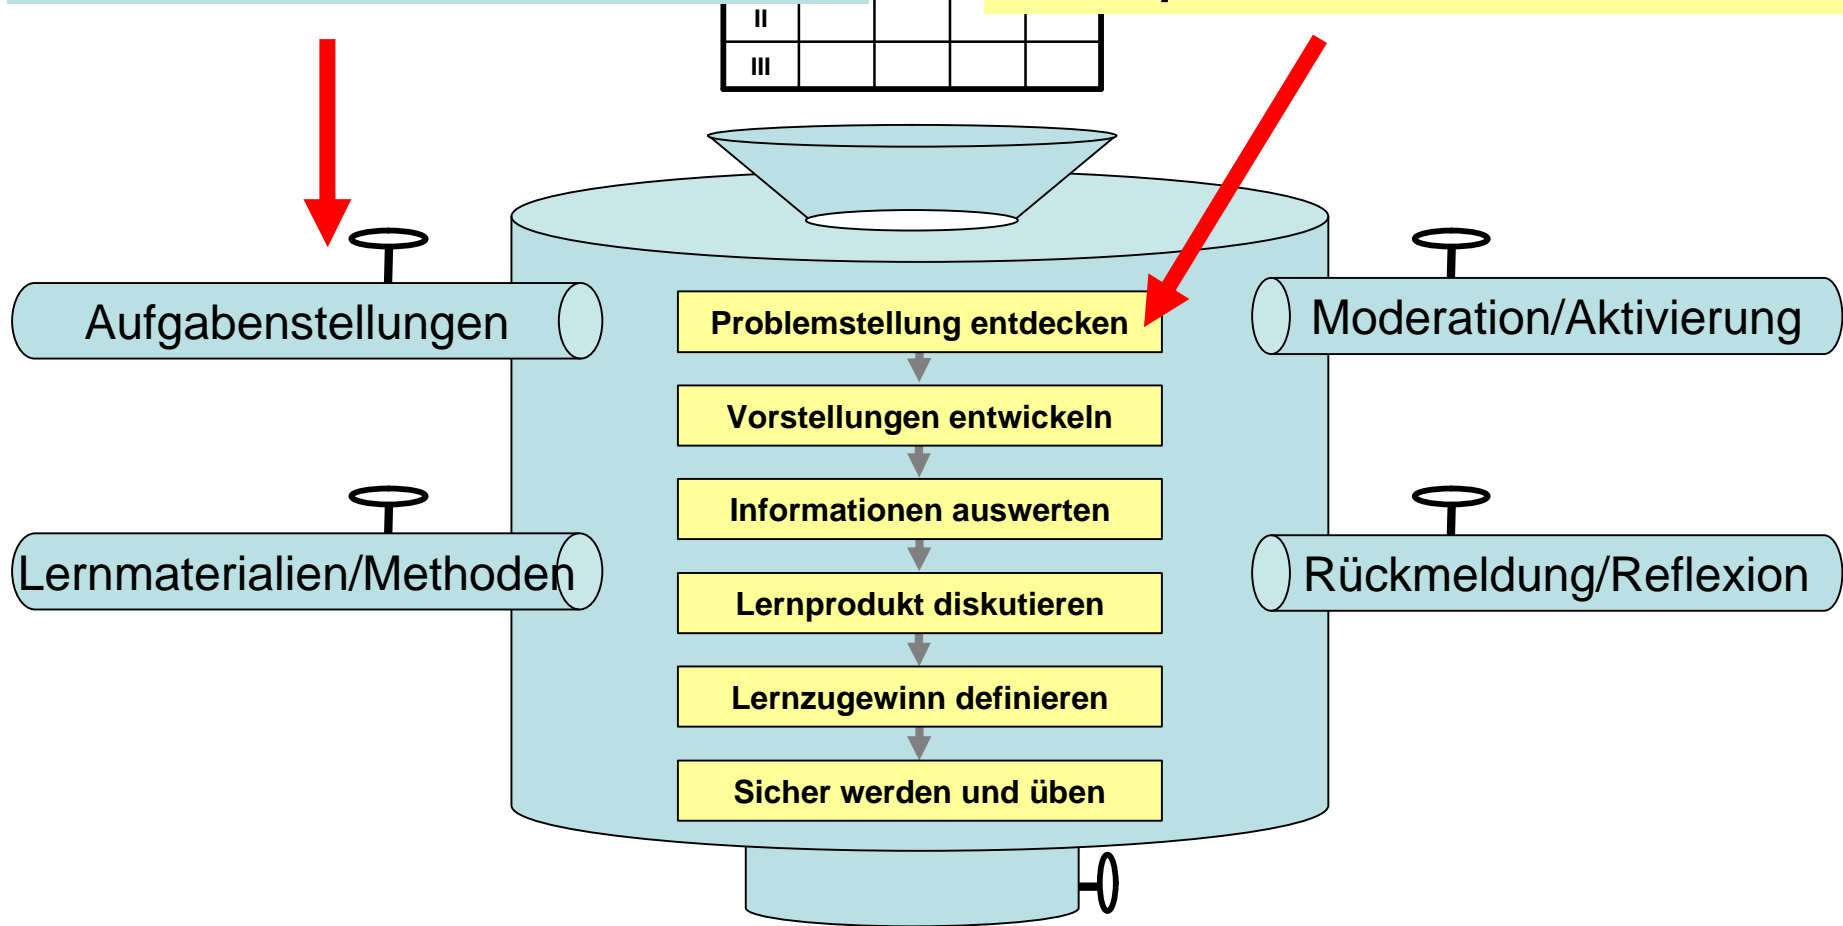 II
III
Aufgabenstellungen
Moderation/Aktivierung
Problemstellung entdecken
Vorstellungen entwickeln
Informationen auswerten
Lernmaterialien/Methoden
Rückmeldung/Reflexion
Lernprodukt diskutieren
Lernzugewinn definieren
Sicher werden und üben